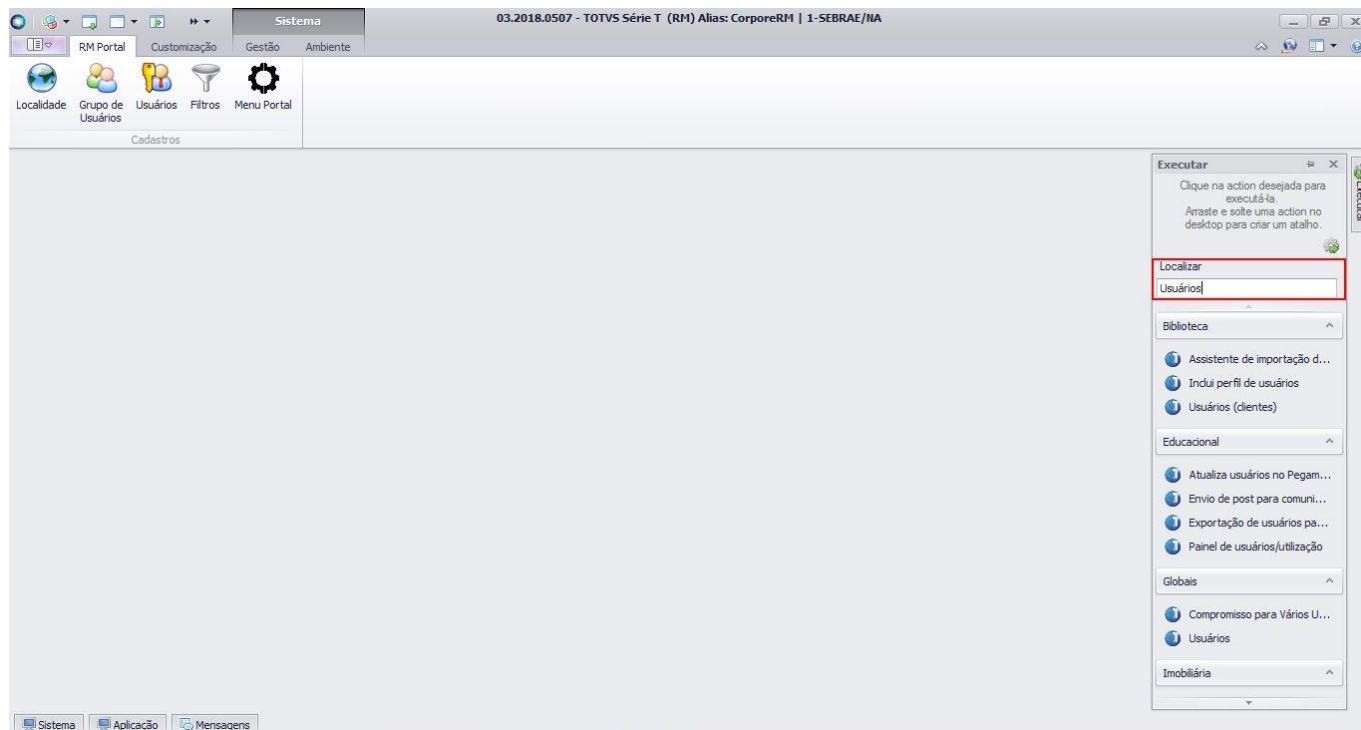 Sistema
03.2018.0507 - TOTVS Série T (RM) Alias: CorporeRM | 1-SEBRAE/NA
RM Portal Customização Gestão Ambiente
Localidade Grupo de Usuários Usuários Filtros Menu Portal
Cadastros
Executar
Clique na action desejada para
executá-la.
Arraste e solte uma action no
desktop para criar um atalho.
Executar
Localizar
Usuários
Biblioteca
Assistente de importação d...
Inclui perfil de usuários
Usuários (clientes)
Educacional
Atualiza usuários no Pegam...
Envio de post para comuni...
Exportação de usuários pa...
Painel de usuários/utilização
Globais
Compromisso para Vários U...
Usuários
Imobiliária
Sistema Aplicação Mensagens